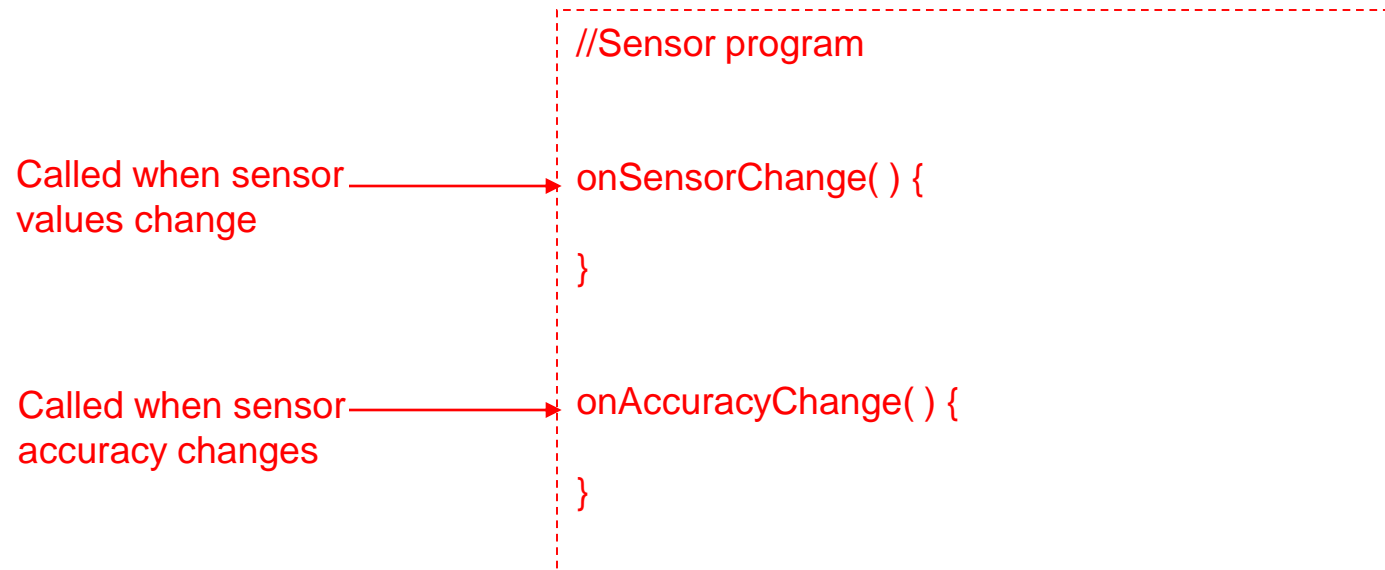 //Sensor program
Called when sensor
values change
onSensorChange( ) {
}
Called when sensor
accuracy changes
onAccuracyChange( ) {
}